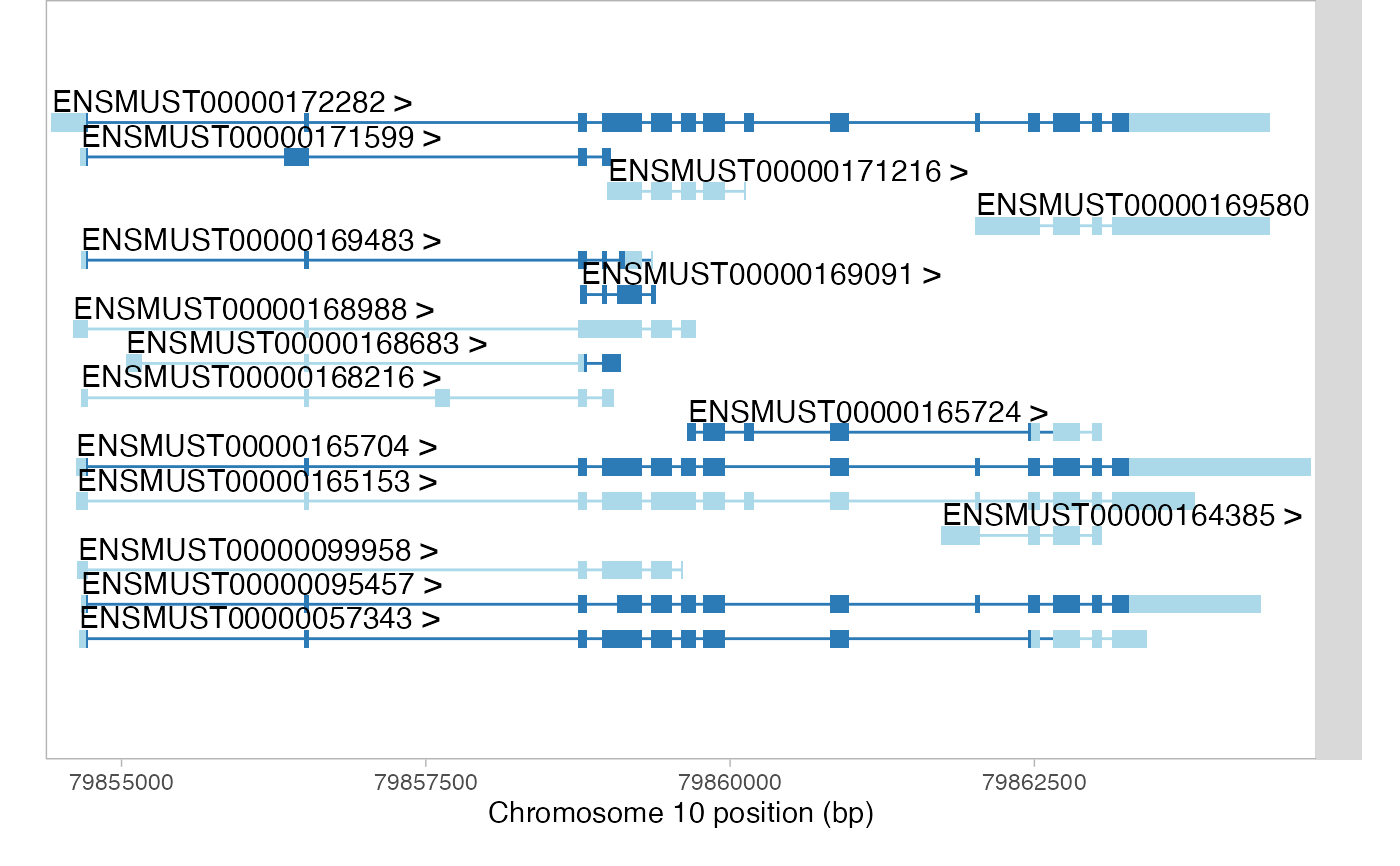 ENSMUST00000172282 >
ENSMUST00000171599 >
ENSMUST00000171216 >
ENSMUST00000169580
ENSMUST00000169483 >
ENSMUST00000169091 >
ENSMUST00000168988 >
ENSMUST00000168683 >
ENSMUST00000168216 >
ENSMUST00000165724 >
ENSMUST00000165704 >
ENSMUST00000165153 >
ENSMUST00000164385 >
ENSMUST00000099958 >
ENSMUST00000095457 >
ENSMUST00000057343 >
79855000 79857500 79860000 79862500
Chromosome 10 position (bp)